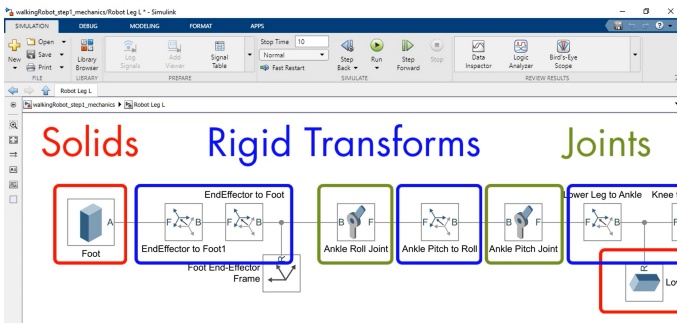 walkingRobot_step1_mechanics/Robot Leg L * - Simulink
SIMULATION DEBUG MODELING FORMAT APPS
New
Open
Save
Print
FILE
Library
Browser
LIBRARY
Log
Signals
Add
Viewer
Signal
Table
PREPARE
Stop Time 10
Normal
Fast Restart
Step
Back
Run
Step
Forward
Stop
SIMULATE
Data
Inspector
Logic
Analyzer
Bird's-Eye
Scope
REVIEW RESULTS
Robot Leg L
walkingRobot_step1_mechanics Robot Leg L
Solids Rigid Transforms Joints
EndEffector to Foot
Lower Leg to Ankle
Knee
A
F B
F B
B F
F B
B F
F B
F
Foot
EndEffector to Foot1
Ankle Roll Joint
Ankle Pitch to Roll
Ankle Pitch Joint
Foot End-Effector
Frame
R
R